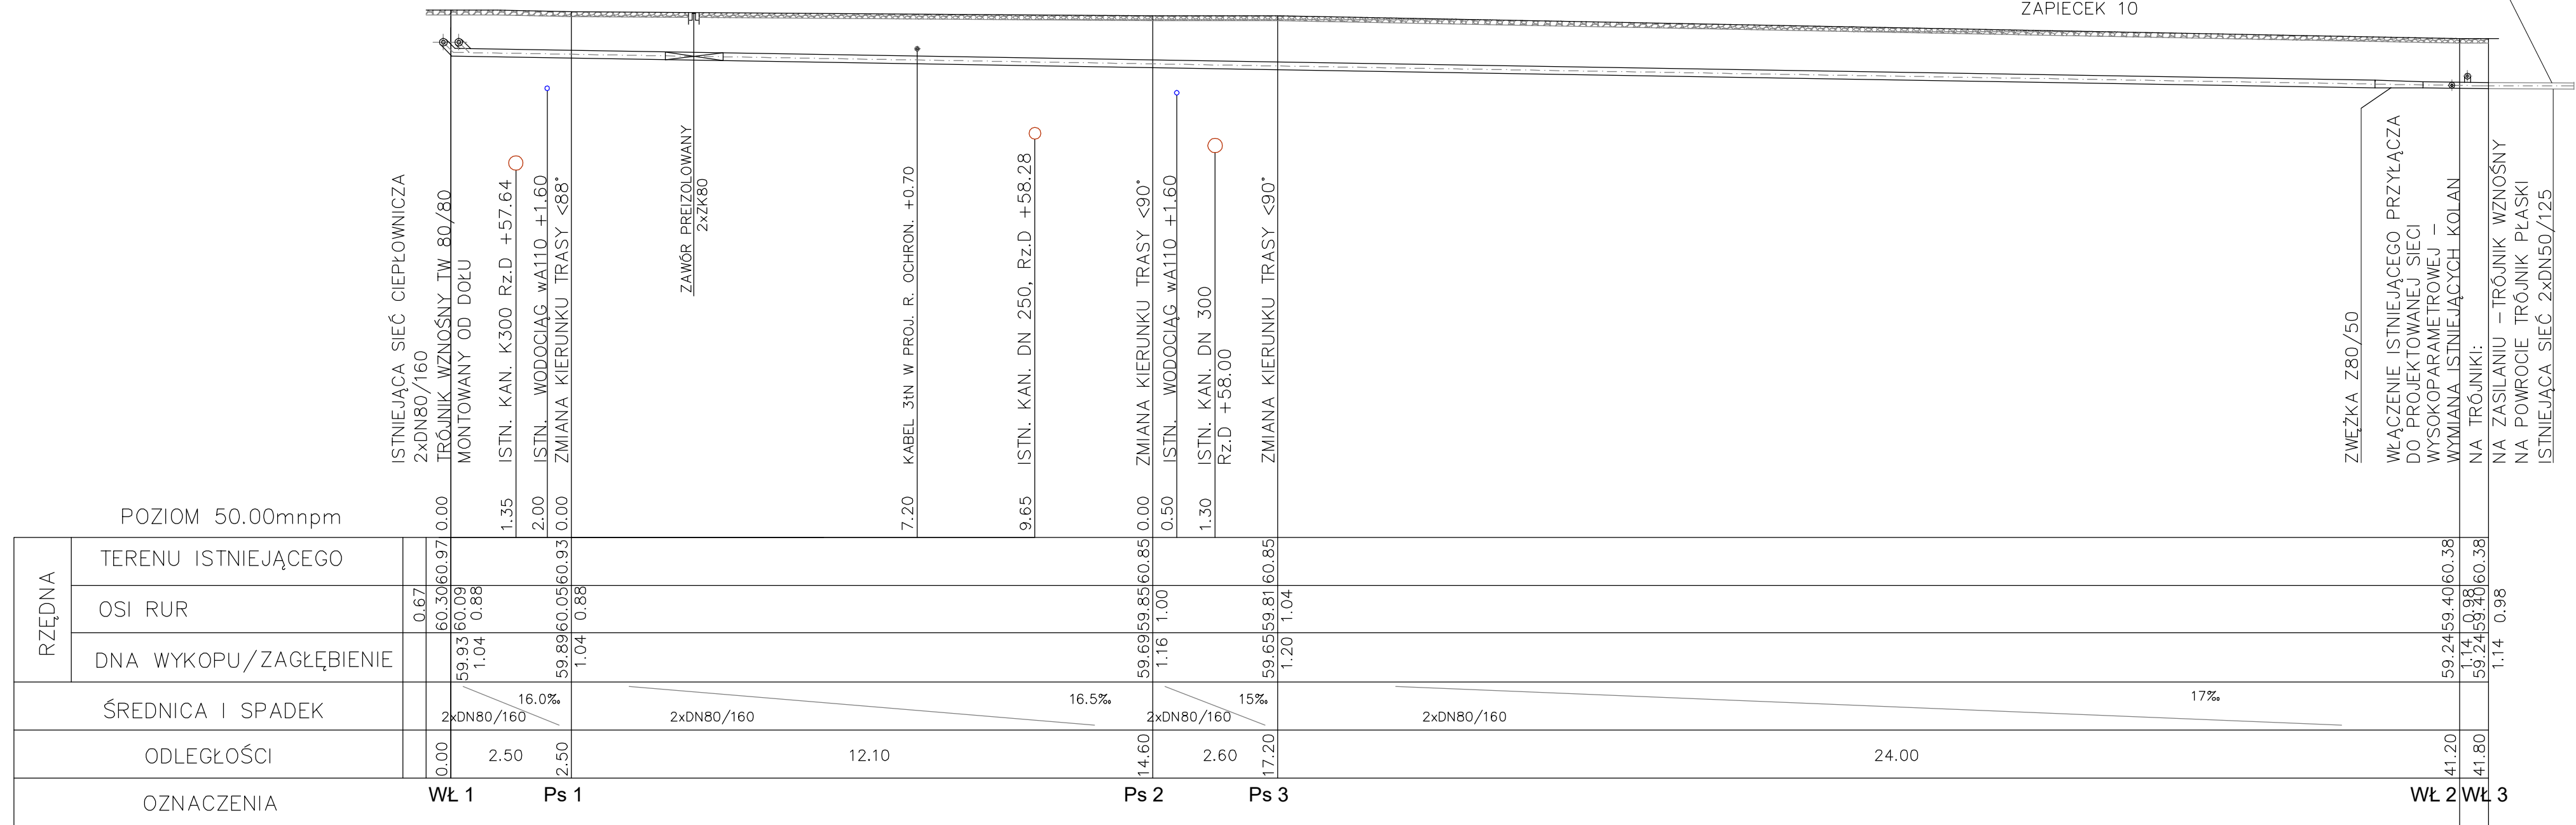 ZAPIECEK 10
ISTNIEJĄCA SIEĆ CIEPŁOWNICZA
2xDN80/160
TRÓJNIK WZNOŚNY TW 80/80
MONTOWANY OD DOŁU
ISTN. KAN. K300 Rz.D +57.64
ISTN. WODOCIĄG wA110 +1.60
ZMIANA KIERUNKU TRASY <88°
ZAWÓR PREIZOLOWANY
2xZK80
KABEL 3tN W PROJ. R. OCHRON. +0.70
ISTN. KAN. DN 250, Rz.D +58.28
ZMIANA KIERUNKU TRASY <90°
ISTN. WODOCIĄG wA110 +1.60
ISTN. KAN. DN 300
Rz.D +58.00
ZMIANA KIERUNKU TRASY <90°
ZWĘŻKA Z80/50
WŁĄCZENIE ISTNIEJĄCEGO PRZYŁĄCZA
DO PROJEKTOWANEJ SIECI
WYSOKOPARAMETROWEJ –
WYMIANA ISTNIEJĄCYCH KOLAN
NA TRÓJNIKI:
NA ZASILANIU –TRÓJNIK WZNOŚNY
NA POWROCIE TRÓJNIK PŁASKI
ISTNIEJĄCA SIEĆ 2xDN50/125
POZIOM 50.00mnpm
0.00 1.35 2.00 0.00 7.20 9.65 0.00 0.50 1.30
RZĘDNA
TERENU ISTNIEJĄCEGO
60.97 60.93 60.85 60.85 60.38 60.38
OSI RUR
0.67 60.30 60.09 0.88 60.05 0.88 59.85 59.85 1.00 59.81 59.81 1.04 59.40 59.40 0.98 59.40 0.98
DNA WYKOPU/ZAGŁĘBIENIE
59.93 1.04 59.89 1.04 59.69 1.16 59.65 1.20 59.24 1.14 59.24 1.14
ŚREDNICA I SPADEK
2xDN80/160 16.0‰ 2xDN80/160 16.5‰ 2xDN80/160 15‰ 2xDN80/160 17‰
ODLEGŁOŚCI
0.00 2.50 2.50 12.10 14.60 2.60 17.20 24.00 41.20 41.80
OZNACZENIA
WŁ 1 Ps 1 Ps 2 Ps 3 WŁ 2 WŁ 3